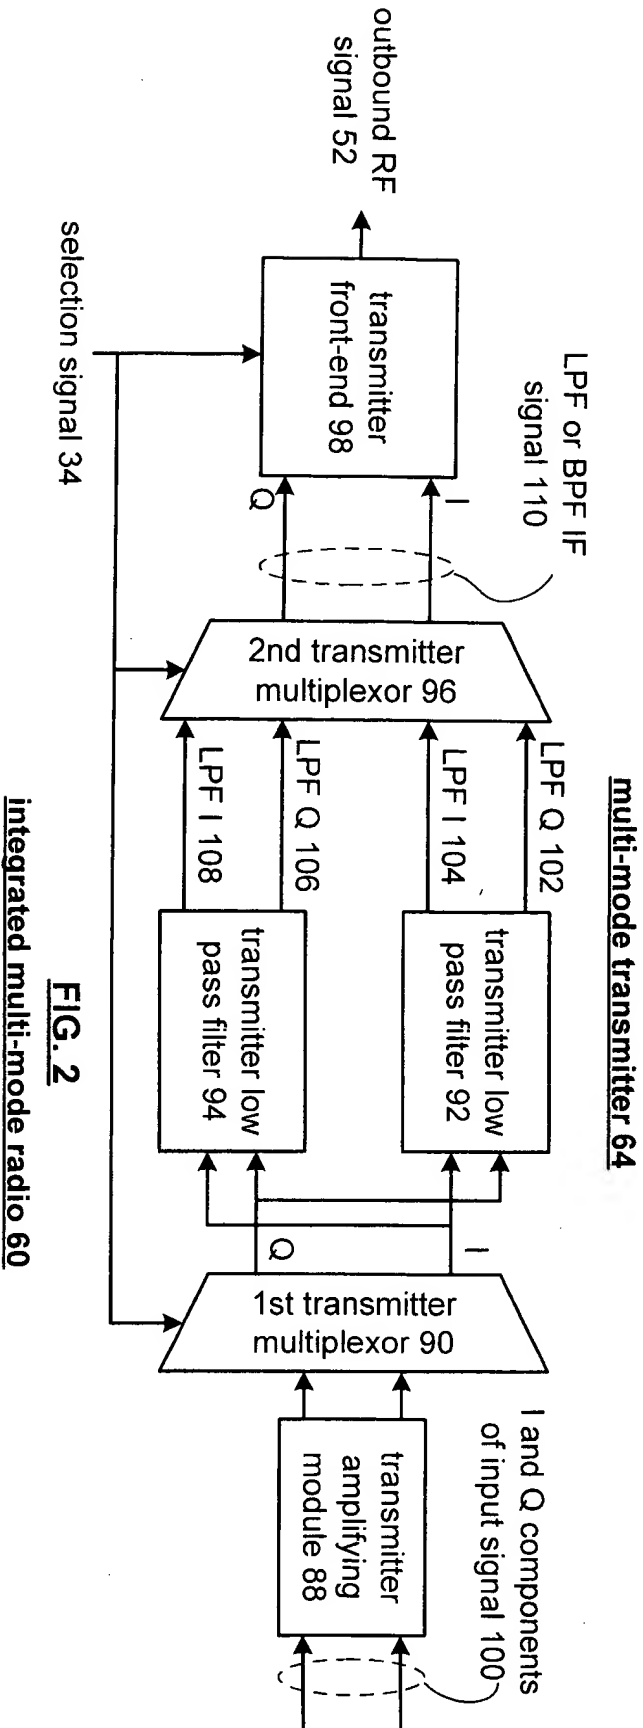 multi-mode transmitter 64
outbound RF
signal 52
transmitter
front-end 98
LPF or BPF IF
signal 110
I
Q
2nd transmitter
multiplexor 96
LPF Q 102
LPF I 104
LPF Q 106
LPF I 108
transmitter low
pass filter 92
transmitter low
pass filter 94
I
Q
1st transmitter
multiplexor 90
transmitter
amplifying
module 88
I and Q components
of input signal 100
selection signal 34
FIG. 2
integrated multi-mode radio 60